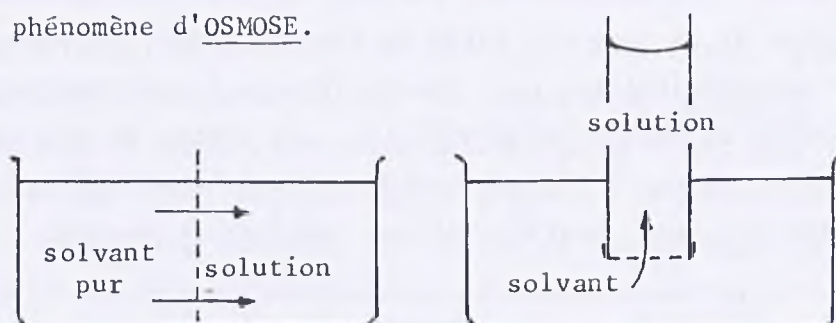 phénomène d'OSMOSE.
solution
solvant
pur
solution
solvant